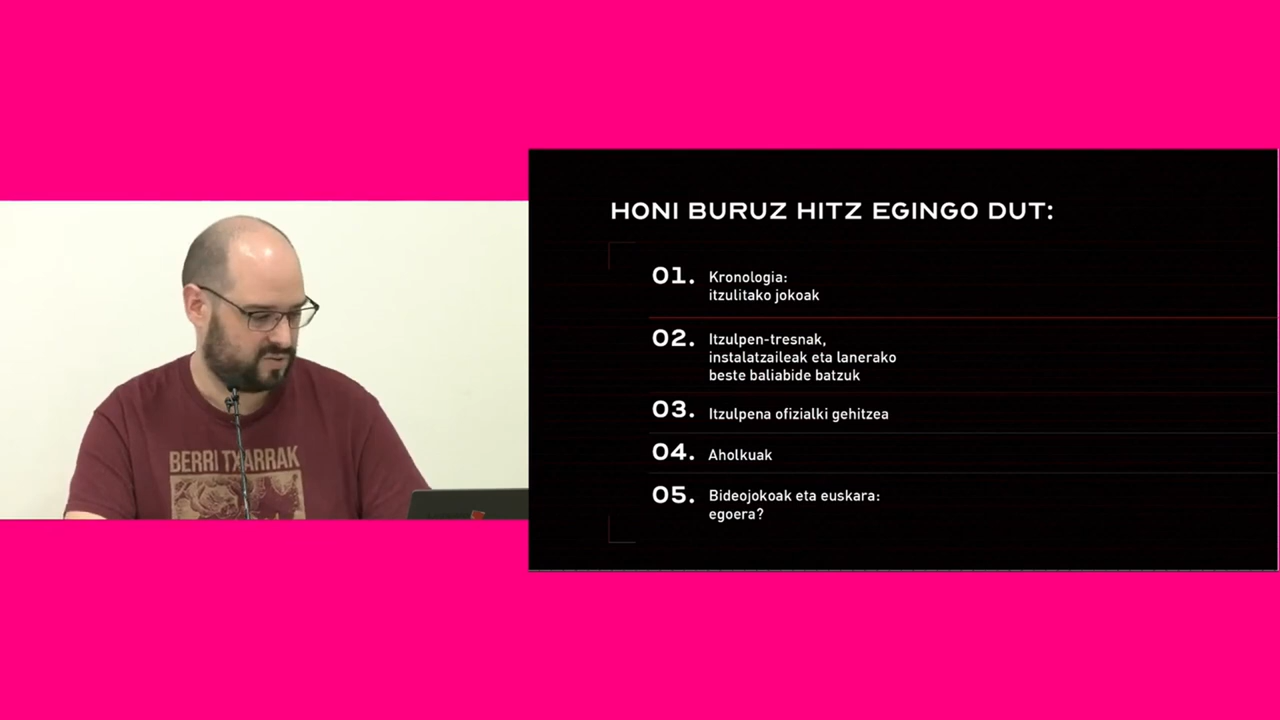 BERRI TXARRAK
HONI BURUZ HITZ EGINGO DUT:
01. Kronologia:
itzulitako jokoak
02. Itzulpen-tresnak,
instalatzaileak eta lanerako
beste baliabide batzuk
03. Itzulpena ofizialki gehitzea
04. Aholkuak
05. Bideojokoak eta euskara:
egoera?